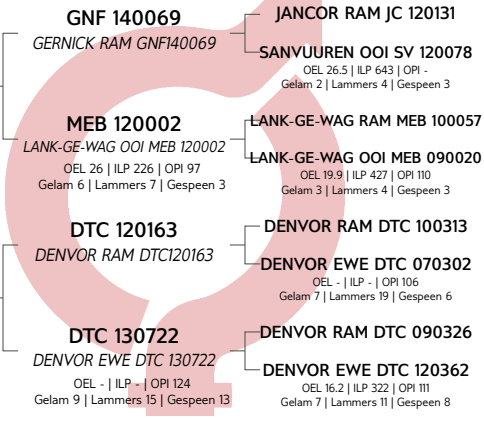 GNF 140069
GERNICK RAM GNF140069
JANCOR RAM JC 120131
SANVUUREN OOI SV 120078
OEL 26.5 | ILP 643 | OPI -
Gelam 2 | Lammers 4 | Gespeen 3
MEB 120002
LANK-GE-WAG OOI MEB 120002
OEL 26 | ILP 226 | OPI 97
Gelam 6 | Lammers 7 | Gespeen 3
LANK-GE-WAG RAM MEB 100057
LANK-GE-WAG OOI MEB 090020
OEL 19.9 | ILP 427 | OPI 110
Gelam 3 | Lammers 4 | Gespeen 3
DTC 120163
DENVOR RAM DTC120163
DENVOR RAM DTC 100313
DENVOR EWE DTC 070302
OEL - | ILP - | OPI 106
Gelam 7 | Lammers 19 | Gespeen 6
DTC 130722
DENVOR EWE DTC 130722
OEL - | ILP - | OPI 124
Gelam 9 | Lammers 15 | Gespeen 13
DENVOR RAM DTC 090326
DENVOR EWE DTC 120362
OEL 16.2 | ILP 322 | OPI 111
Gelam 7 | Lammers 11 | Gespeen 8